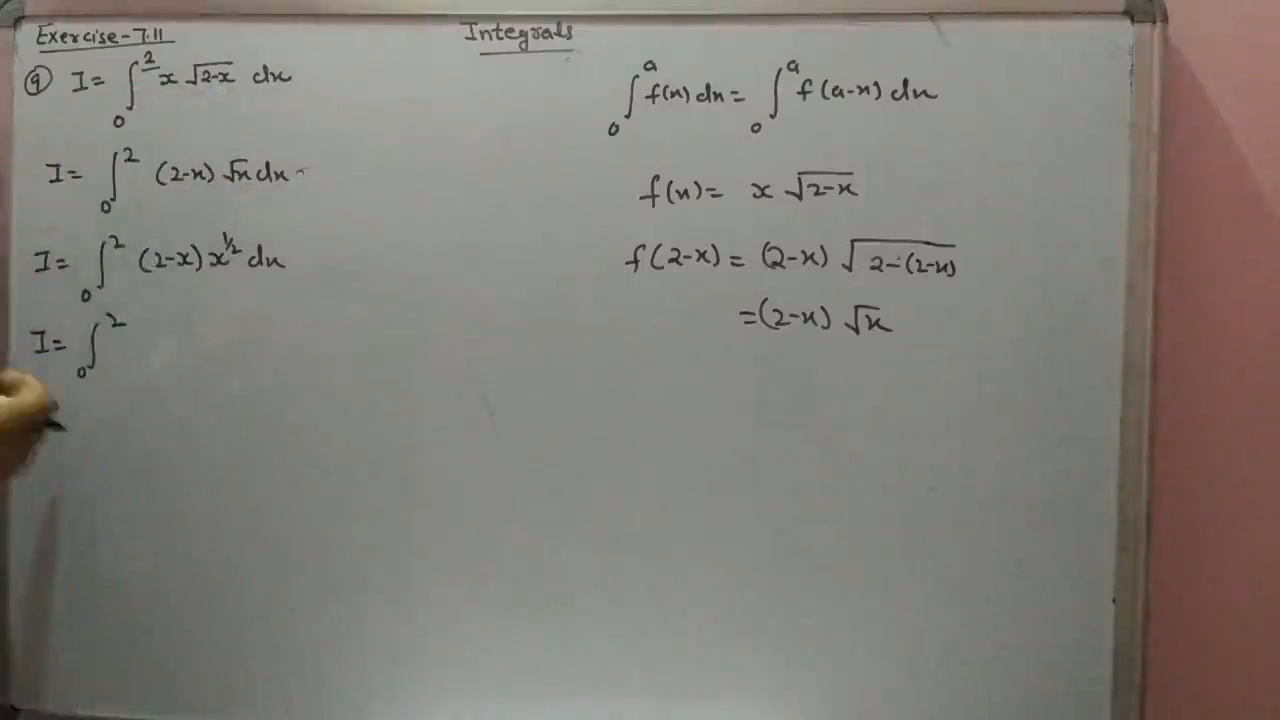 Integrals
Exercise-7.11
⑨ I = ∫₀² x √(2-x) dx
I = ∫₀² (2-x) √x dx
I = ∫₀² (2-x) x^(1/2) dx
I = ∫₀²
∫₀ᵃ f(x) dx = ∫₀ᵃ f(a-x) dx
f(x) = x √(2-x)
f(2-x) = (2-x) √(2-(2-x))
= (2-x) √x